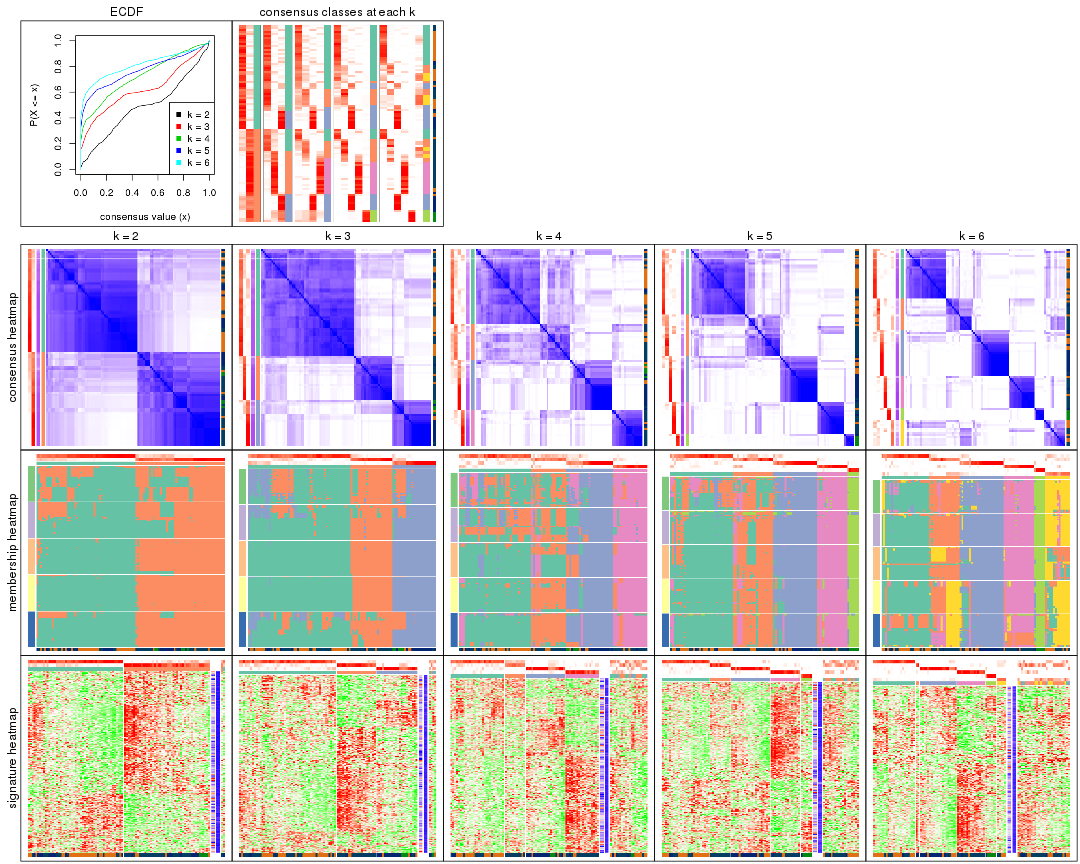 ECDF
consensus classes at each k
P(X <= x)
0.0 0.2 0.4 0.6 0.8 1.0
k = 2
k = 3
k = 4
k = 5
k = 6
0.0 0.2 0.4 0.6 0.8 1.0
consensus value (x)
k = 2 k = 3 k = 4 k = 5 k = 6
consensus heatmap
membership heatmap
signature heatmap